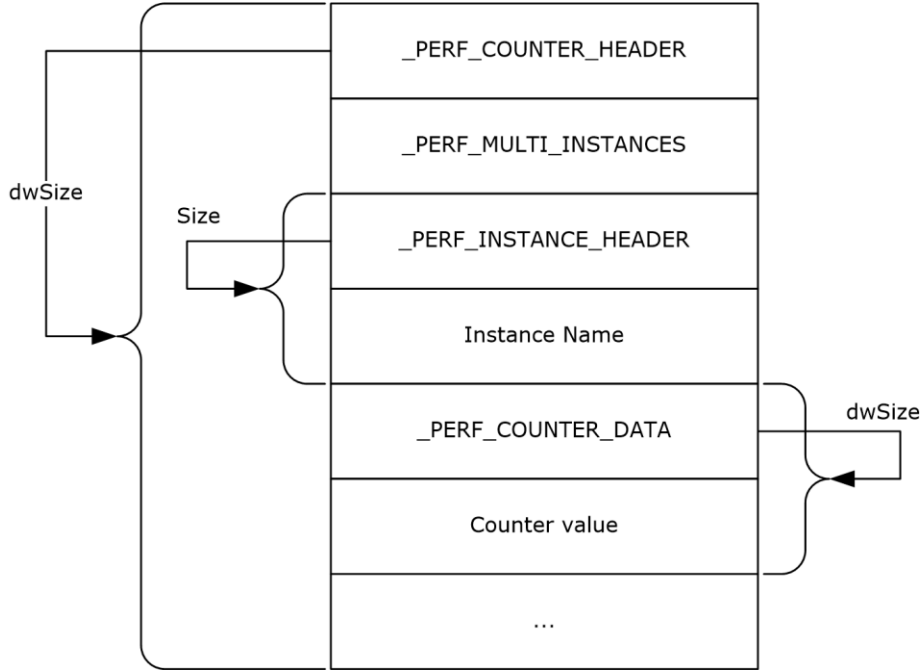 _PERF_COUNTER_HEADER
_PERF_MULTI_INSTANCES
dwSize
Size
_PERF_INSTANCE_HEADER
Instance Name
dwSize
_PERF_COUNTER_DATA
Counter value
...